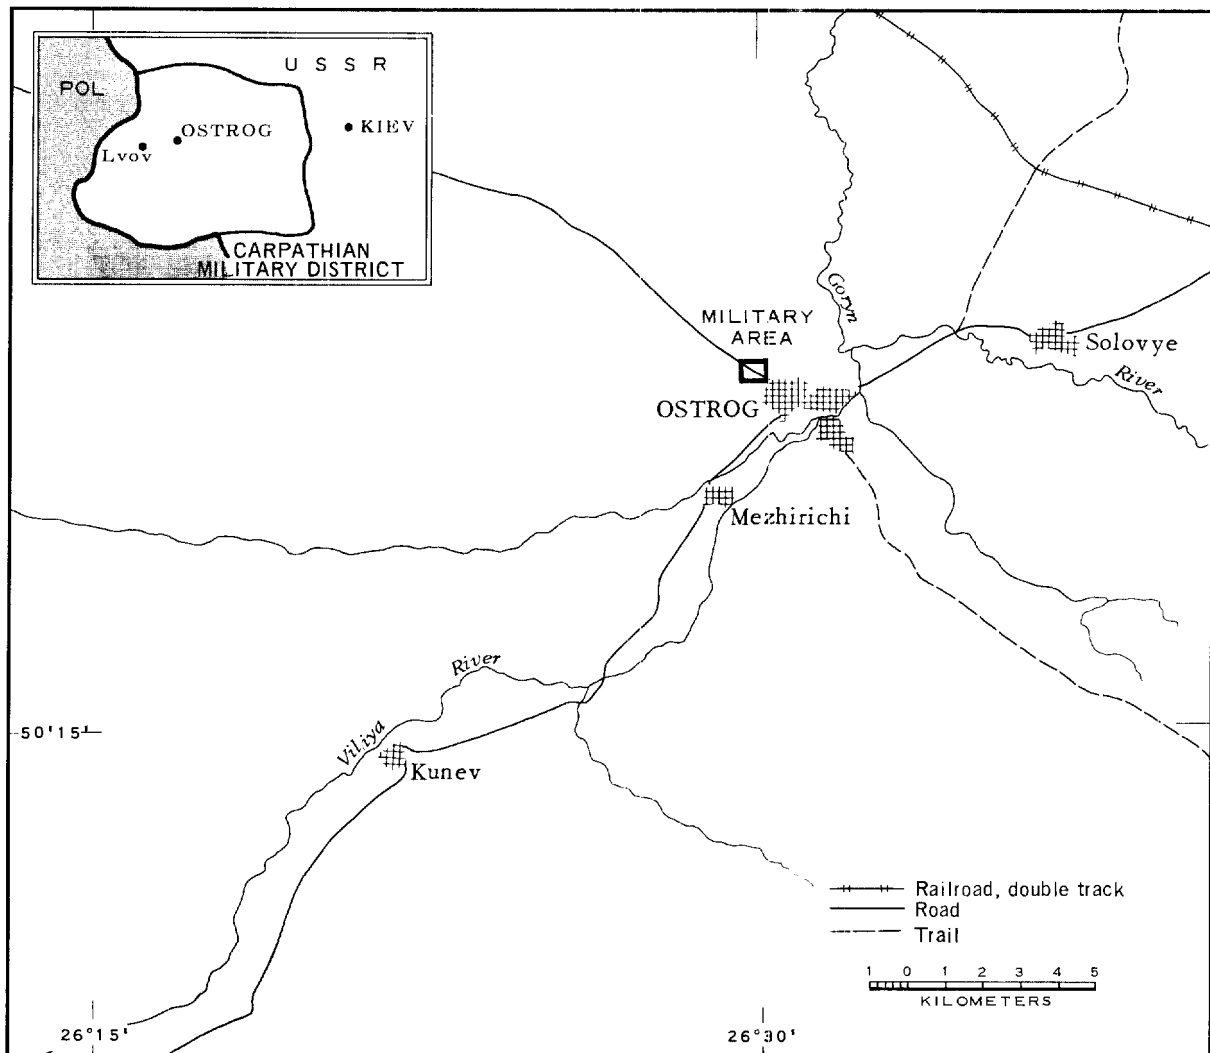 U S S R
POL
OSTROG
KIEV
Lvov
CARPATHIAN
MILITARY DISTRICT
Goryn
MILITARY
AREA
Solovye
River
OSTROG
Mezhirichi
River
Viliya
50'15'
Kunev
Railroad, double track
Road
Trail
1 0 1 2 3 4 5
KILOMETERS
26°15'
26°30'